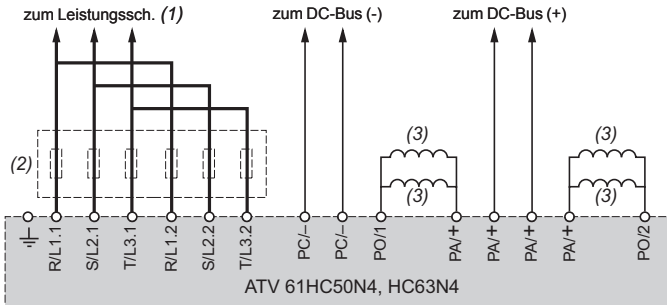 zum Leistungssch. (1)
zum DC-Bus (-)
zum DC-Bus (+)
(2)
(3)
(3)
(3)
(3)
R/L1.1
S/L2.1
T/L3.1
R/L1.2
S/L2.2
T/L3.2
PC/–
PC/–
PO/1
PA/+
PA/+
PA/+
PA/+
PO/2
ATV 61HC50N4, HC63N4